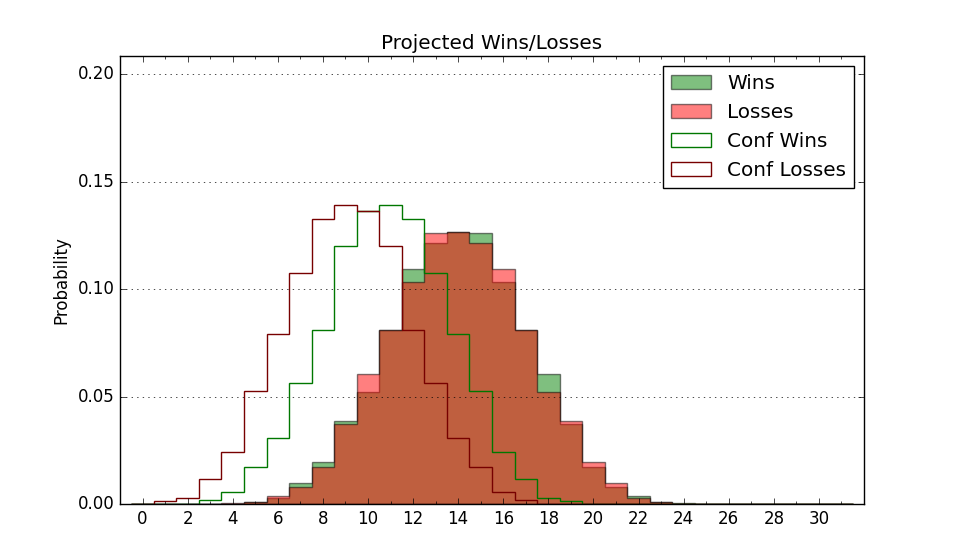 Projected Wins/Losses
0.20
0.15
0.10
0.05
0.00
Probability
Wins
Losses
Conf Wins
Conf Losses
0 2 4 6 8 10 12 14 16 18 20 22 24 26 28 30